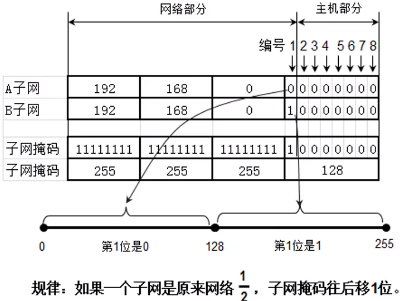 网络部分 主机部分
编号 1 2 3 4 5 6 7 8
A子网 192 168 0 0 0 0 0 0 0 0 0
B子网 192 168 0 1 0 0 0 0 0 0 0
子网掩码 11111111 11111111 11111111 1 0 0 0 0 0 0 0
子网掩码 255 255 255 128
0 第1位是0 128 第1位是1 255
规律:如果一个子网是原来网络 1/2 ,子网掩码往后移1位。